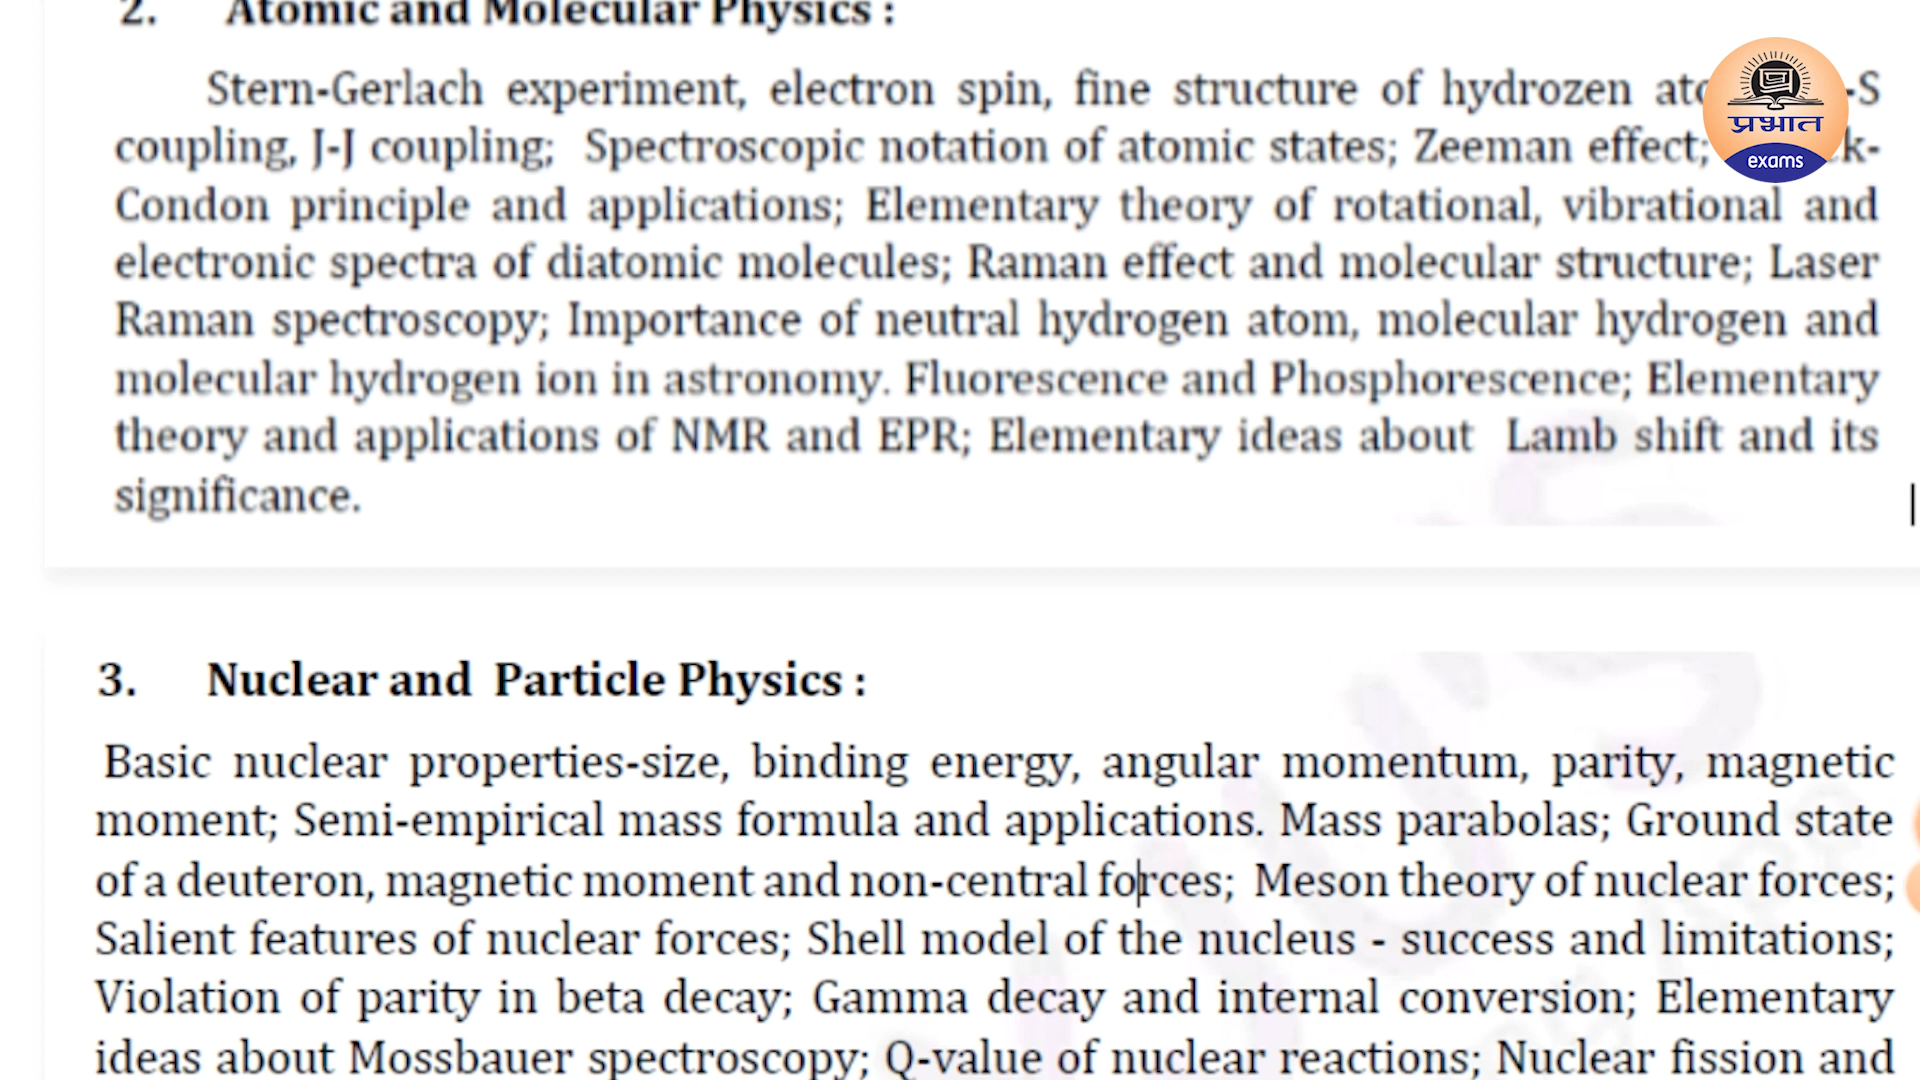 2. Atomic and Molecular Physics :
Stern-Gerlach experiment, electron spin, fine structure of hydrozen -S
coupling, J-J coupling; Spectroscopic notation of atomic states; Zeeman effect;
Condon principle and applications; Elementary theory of rotational, vibrational and
electronic spectra of diatomic molecules; Raman effect and molecular structure; Laser
Raman spectroscopy; Importance of neutral hydrogen atom, molecular hydrogen and
molecular hydrogen ion in astronomy. Fluorescence and Phosphorescence; Elementary
theory and applications of NMR and EPR; Elementary ideas about Lamb shift and its
significance.
प्रभात
exams
3. Nuclear and Particle Physics :
Basic nuclear properties-size, binding energy, angular momentum, parity, magnetic
moment; Semi-empirical mass formula and applications. Mass parabolas; Ground state
of a deuteron, magnetic moment and non-central forces; Meson theory of nuclear forces;
Salient features of nuclear forces; Shell model of the nucleus - success and limitations;
Violation of parity in beta decay; Gamma decay and internal conversion; Elementary
ideas about Mossbauer spectroscopy; Q-value of nuclear reactions; Nuclear fission and